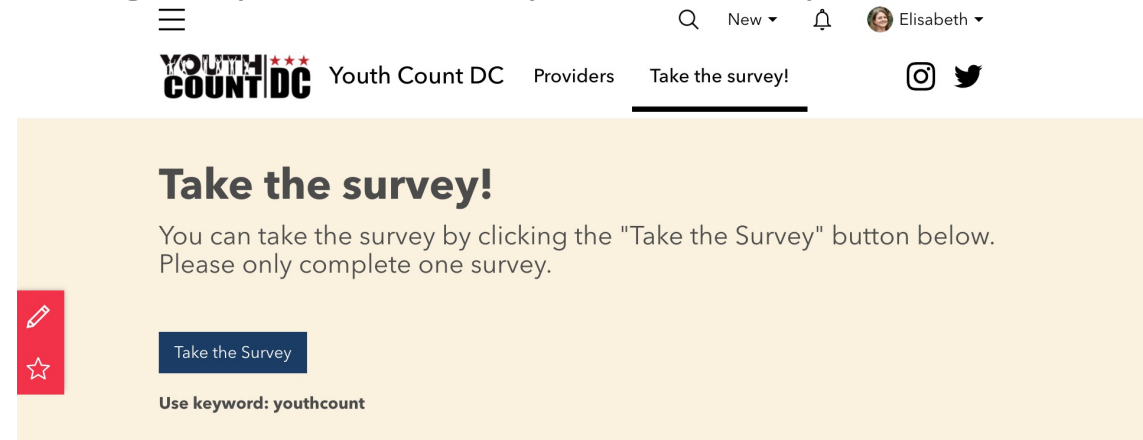 New
Elisabeth
YOUTH
COUNT DC
Youth Count DC
Providers
Take the survey!
Take the survey!
You can take the survey by clicking the "Take the Survey" button below.
Please only complete one survey.
Take the Survey
Use keyword: youthcount